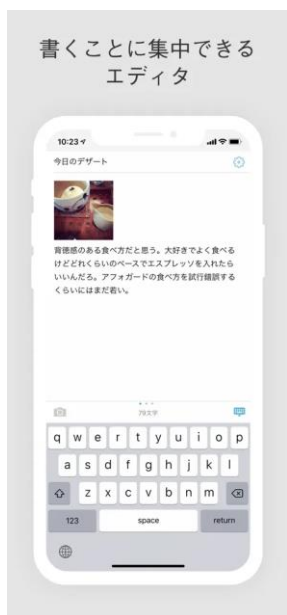 書くことに集中できる
エディタ
10:23
今日のデザート
背徳感のある食べ方だと思う。大好きでよく食べる
けどどれくらいのペースでエスプレッソを入れたら
いいんだろ。アフォガードの食べ方を試行錯誤する
くらいにはまだ若い。
79文字
q w e r t y u i o p
a s d f g h j k l
z x c v b n m
123 space return